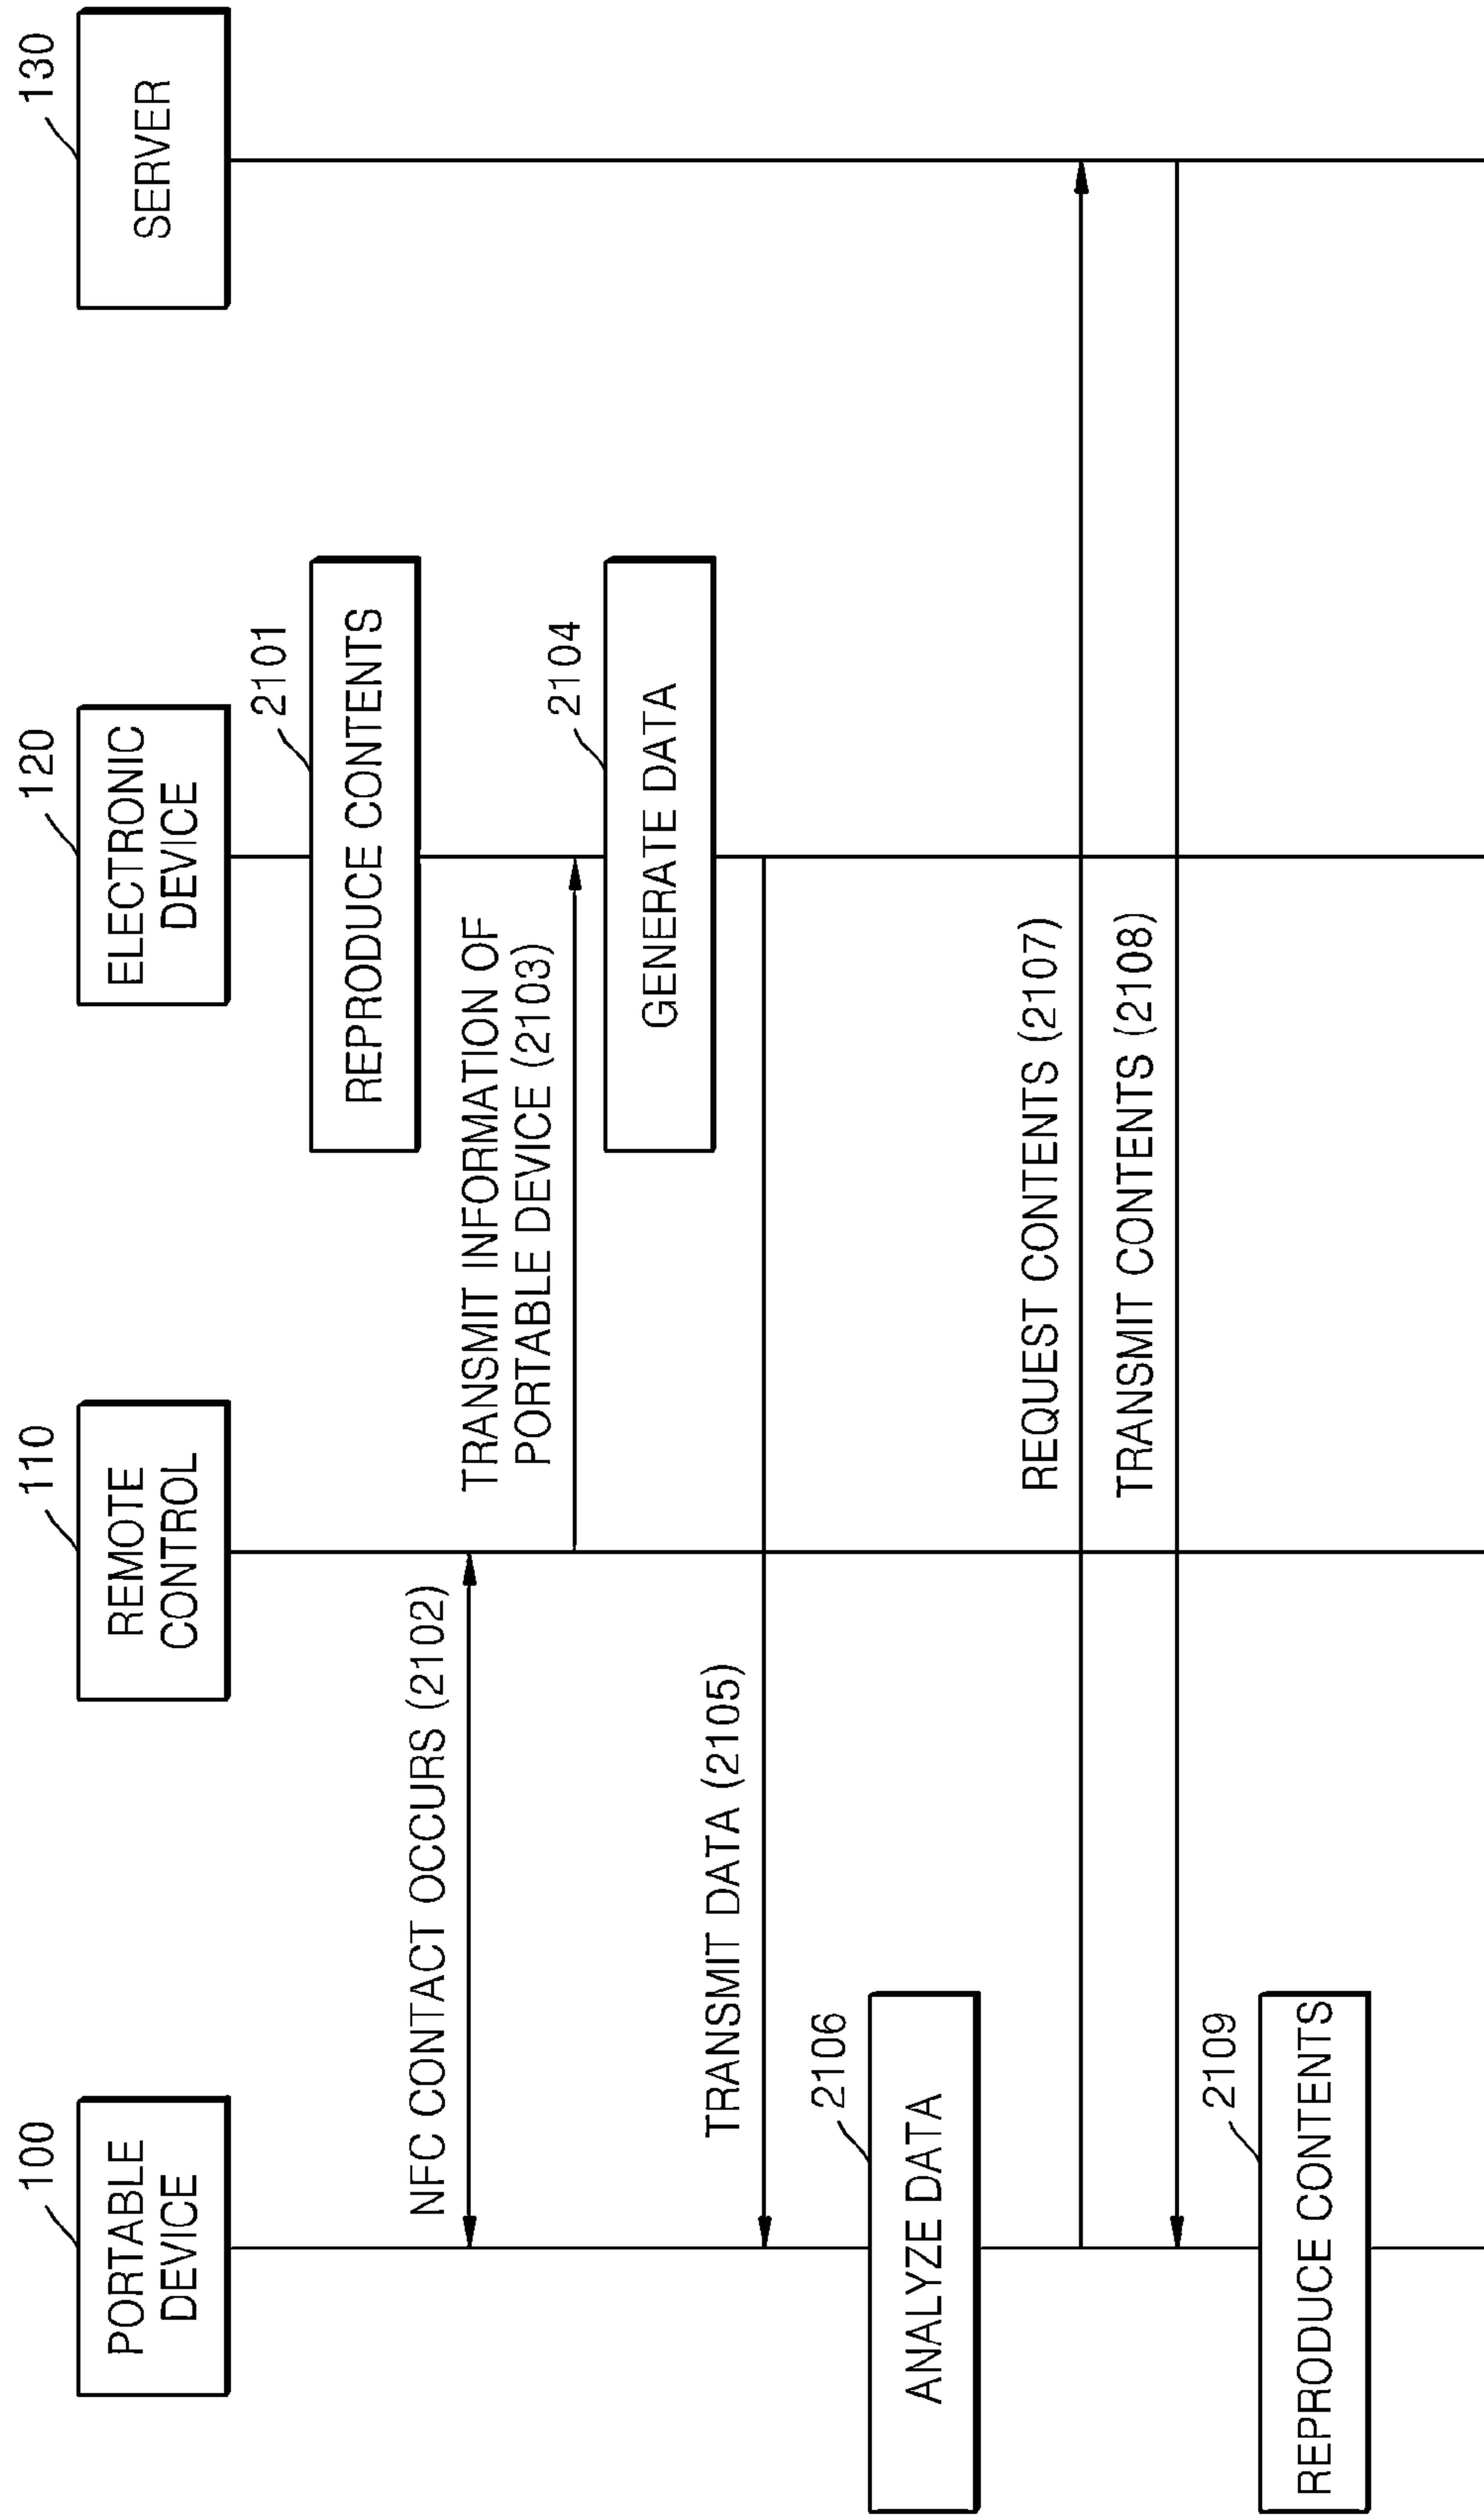 100
PORTABLE
DEVICE
110
REMOTE
CONTROL
120
ELECTRONIC
DEVICE
130
SERVER
2101
REPRODUCE CONTENTS
NFC CONTACT OCCURS (2102)
TRANSMIT INFORMATION OF
PORTABLE DEVICE (2103)
2104
GENERATE DATA
TRANSMIT DATA (2105)
2106
ANALYZE DATA
REQUEST CONTENTS (2107)
TRANSMIT CONTENTS (2108)
2109
REPRODUCE CONTENTS